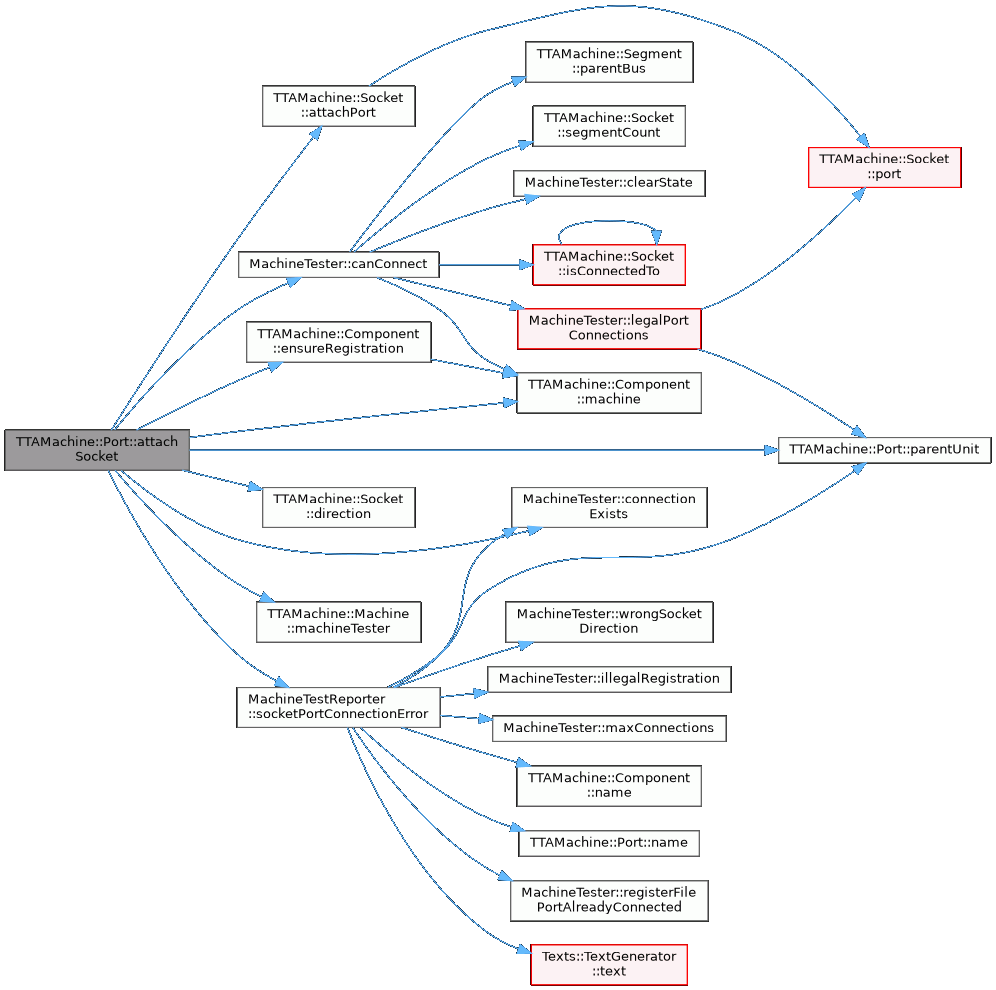 TTAMachine::Segment
::parentBus
TTAMachine::Socket
::attachPort
TTAMachine::Socket
::segmentCount
TTAMachine::Socket
::port
MachineTester::clearState
MachineTester::canConnect
TTAMachine::Socket
::isConnectedTo
TTAMachine::Component
::ensureRegistration
MachineTester::legalPort
Connections
TTAMachine::Component
::machine
TTAMachine::Port::attach
Socket
TTAMachine::Port::parentUnit
TTAMachine::Socket
::direction
MachineTester::connection
Exists
TTAMachine::Machine
::machineTester
MachineTester::wrongSocket
Direction
MachineTester::illegalRegistration
MachineTestReporter
::socketPortConnectionError
MachineTester::maxConnections
TTAMachine::Component
::name
TTAMachine::Port::name
MachineTester::registerFile
PortAlreadyConnected
Texts::TextGenerator
::text